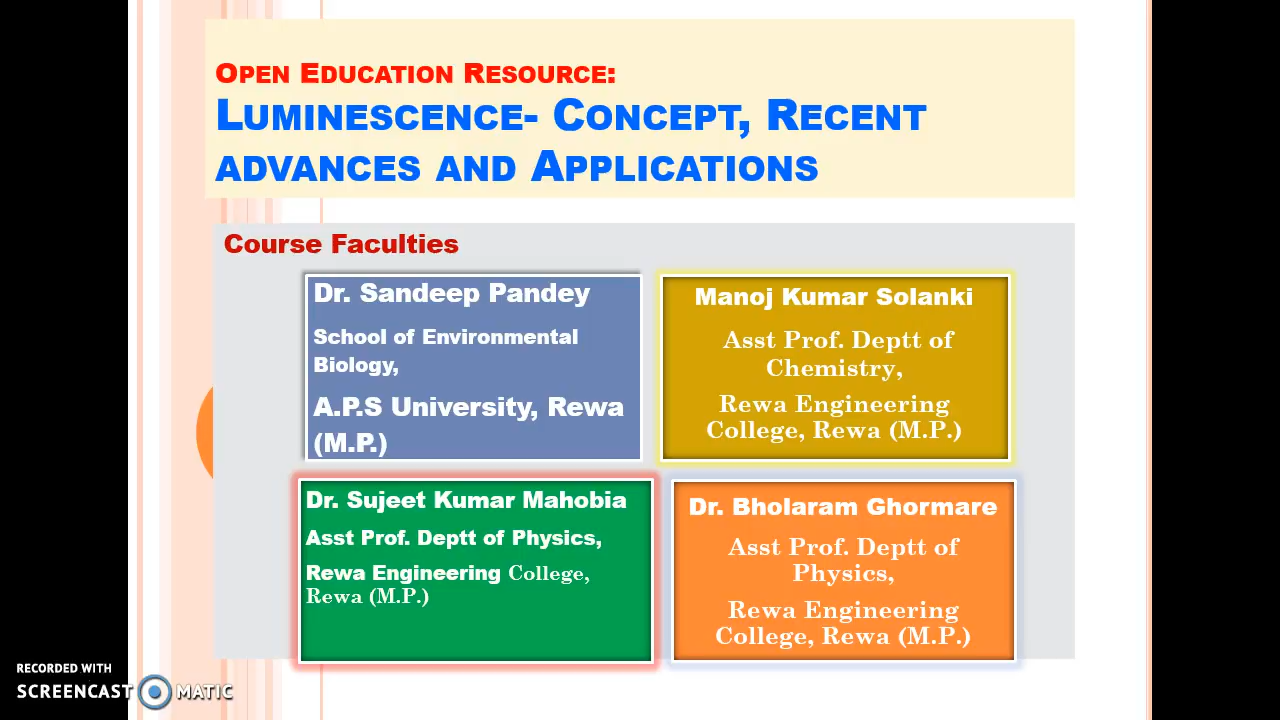 OPEN EDUCATION RESOURCE:
LUMINESCENCE- CONCEPT, RECENT
ADVANCES AND APPLICATIONS
Course Faculties
Dr. Sandeep Pandey
School of Environmental
Biology,
A.P.S University, Rewa
(M.P.)
Manoj Kumar Solanki
Asst Prof. Deptt of
Chemistry,
Rewa Engineering
College, Rewa (M.P.)
Dr. Sujeet Kumar Mahobia
Asst Prof. Deptt of Physics,
Rewa Engineering College,
Rewa (M.P.)
Dr. Bholaram Ghormare
Asst Prof. Deptt of
Physics,
Rewa Engineering
College, Rewa (M.P.)
RECORDED WITH
SCREENCAST MATIC